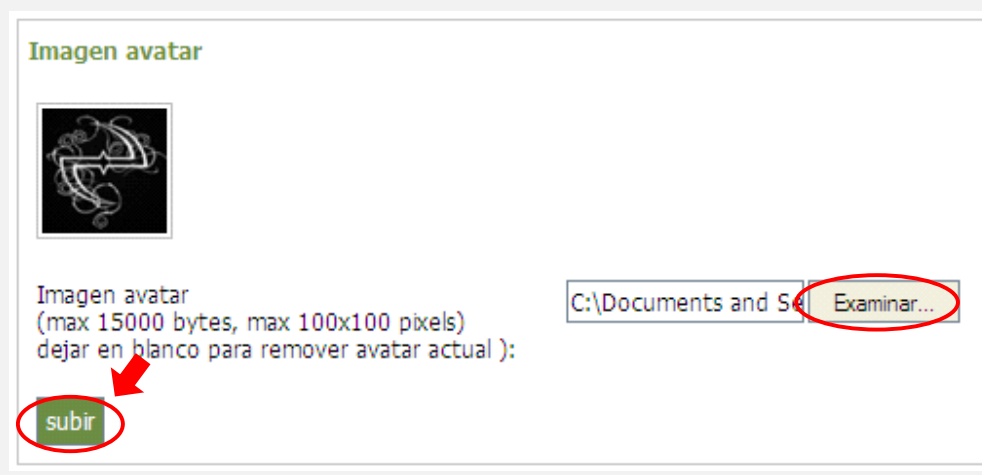 Imagen avatar
Imagen avatar
(max 15000 bytes, max 100x100 pixels)
dejar en blanco para remover avatar actual ):
C:\Documents and Se
Examinar...
subir